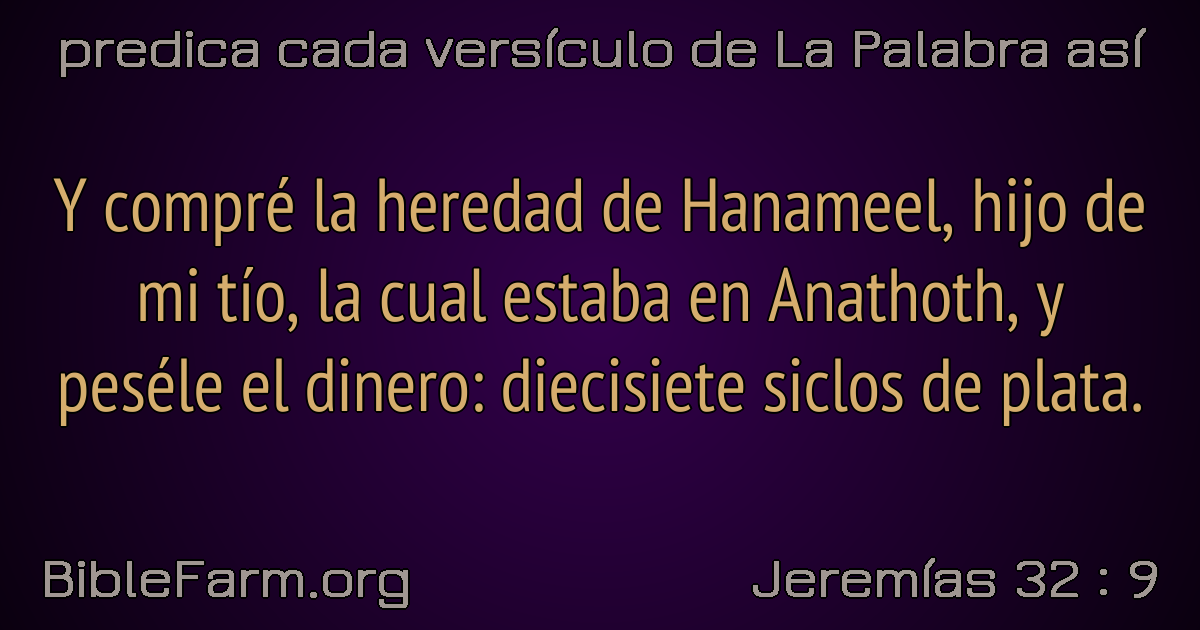 predica cada versículo de La Palabra así
Y compré la heredad de Hanameel, hijo de
mi tío, la cual estaba en Anathoth, y
peséle el dinero: diecisiete siclos de plata.
BibleFarm.org
Jeremías 32 : 9